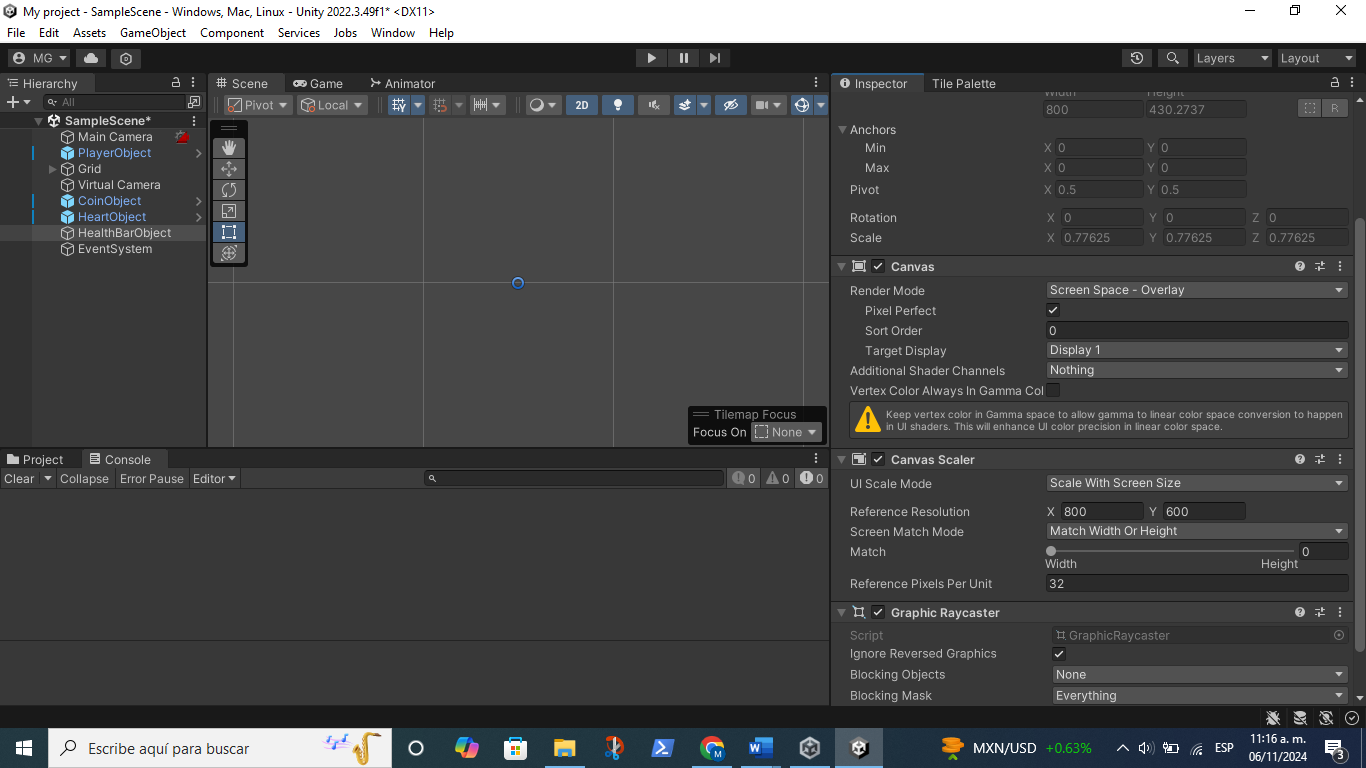 My project - SampleScene - Windows, Mac, Linux - Unity 2022.3.49f1* <DX11>
File Edit Assets GameObject Component Services Jobs Window Help
MG Layers Layout
Hierarchy
All
SampleScene*
Main Camera
PlayerObject
Grid
Virtual Camera
CoinObject
HeartObject
HealthBarObject
EventSystem
Scene Game Animator
Pivot Local 2D
Tilemap Focus
Focus On None
Project Console
Clear Collapse Error Pause Editor 0 0 0
Inspector Tile Palette
Width Height
800 430.2737 R
Anchors
Min X 0 Y 0
Max X 0 Y 0
Pivot X 0.5 Y 0.5
Rotation X 0 Y 0 Z 0
Scale X 0.77625 Y 0.77625 Z 0.77625
Canvas
Render Mode Screen Space - Overlay
Pixel Perfect
Sort Order 0
Target Display Display 1
Additional Shader Channels Nothing
Vertex Color Always In Gamma Col
Keep vertex color in Gamma space to allow gamma to linear color space conversion to happen
in UI shaders. This will enhance UI color precision in linear color space.
Canvas Scaler
UI Scale Mode Scale With Screen Size
Reference Resolution X 800 Y 600
Screen Match Mode Match Width Or Height
Match 0
Width Height
Reference Pixels Per Unit 32
Graphic Raycaster
Script GraphicRaycaster
Ignore Reversed Graphics
Blocking Objects None
Blocking Mask Everything
Escribe aquí para buscar
MXN/USD +0.63%
ESP
11:16 a. m.
06/11/2024
3